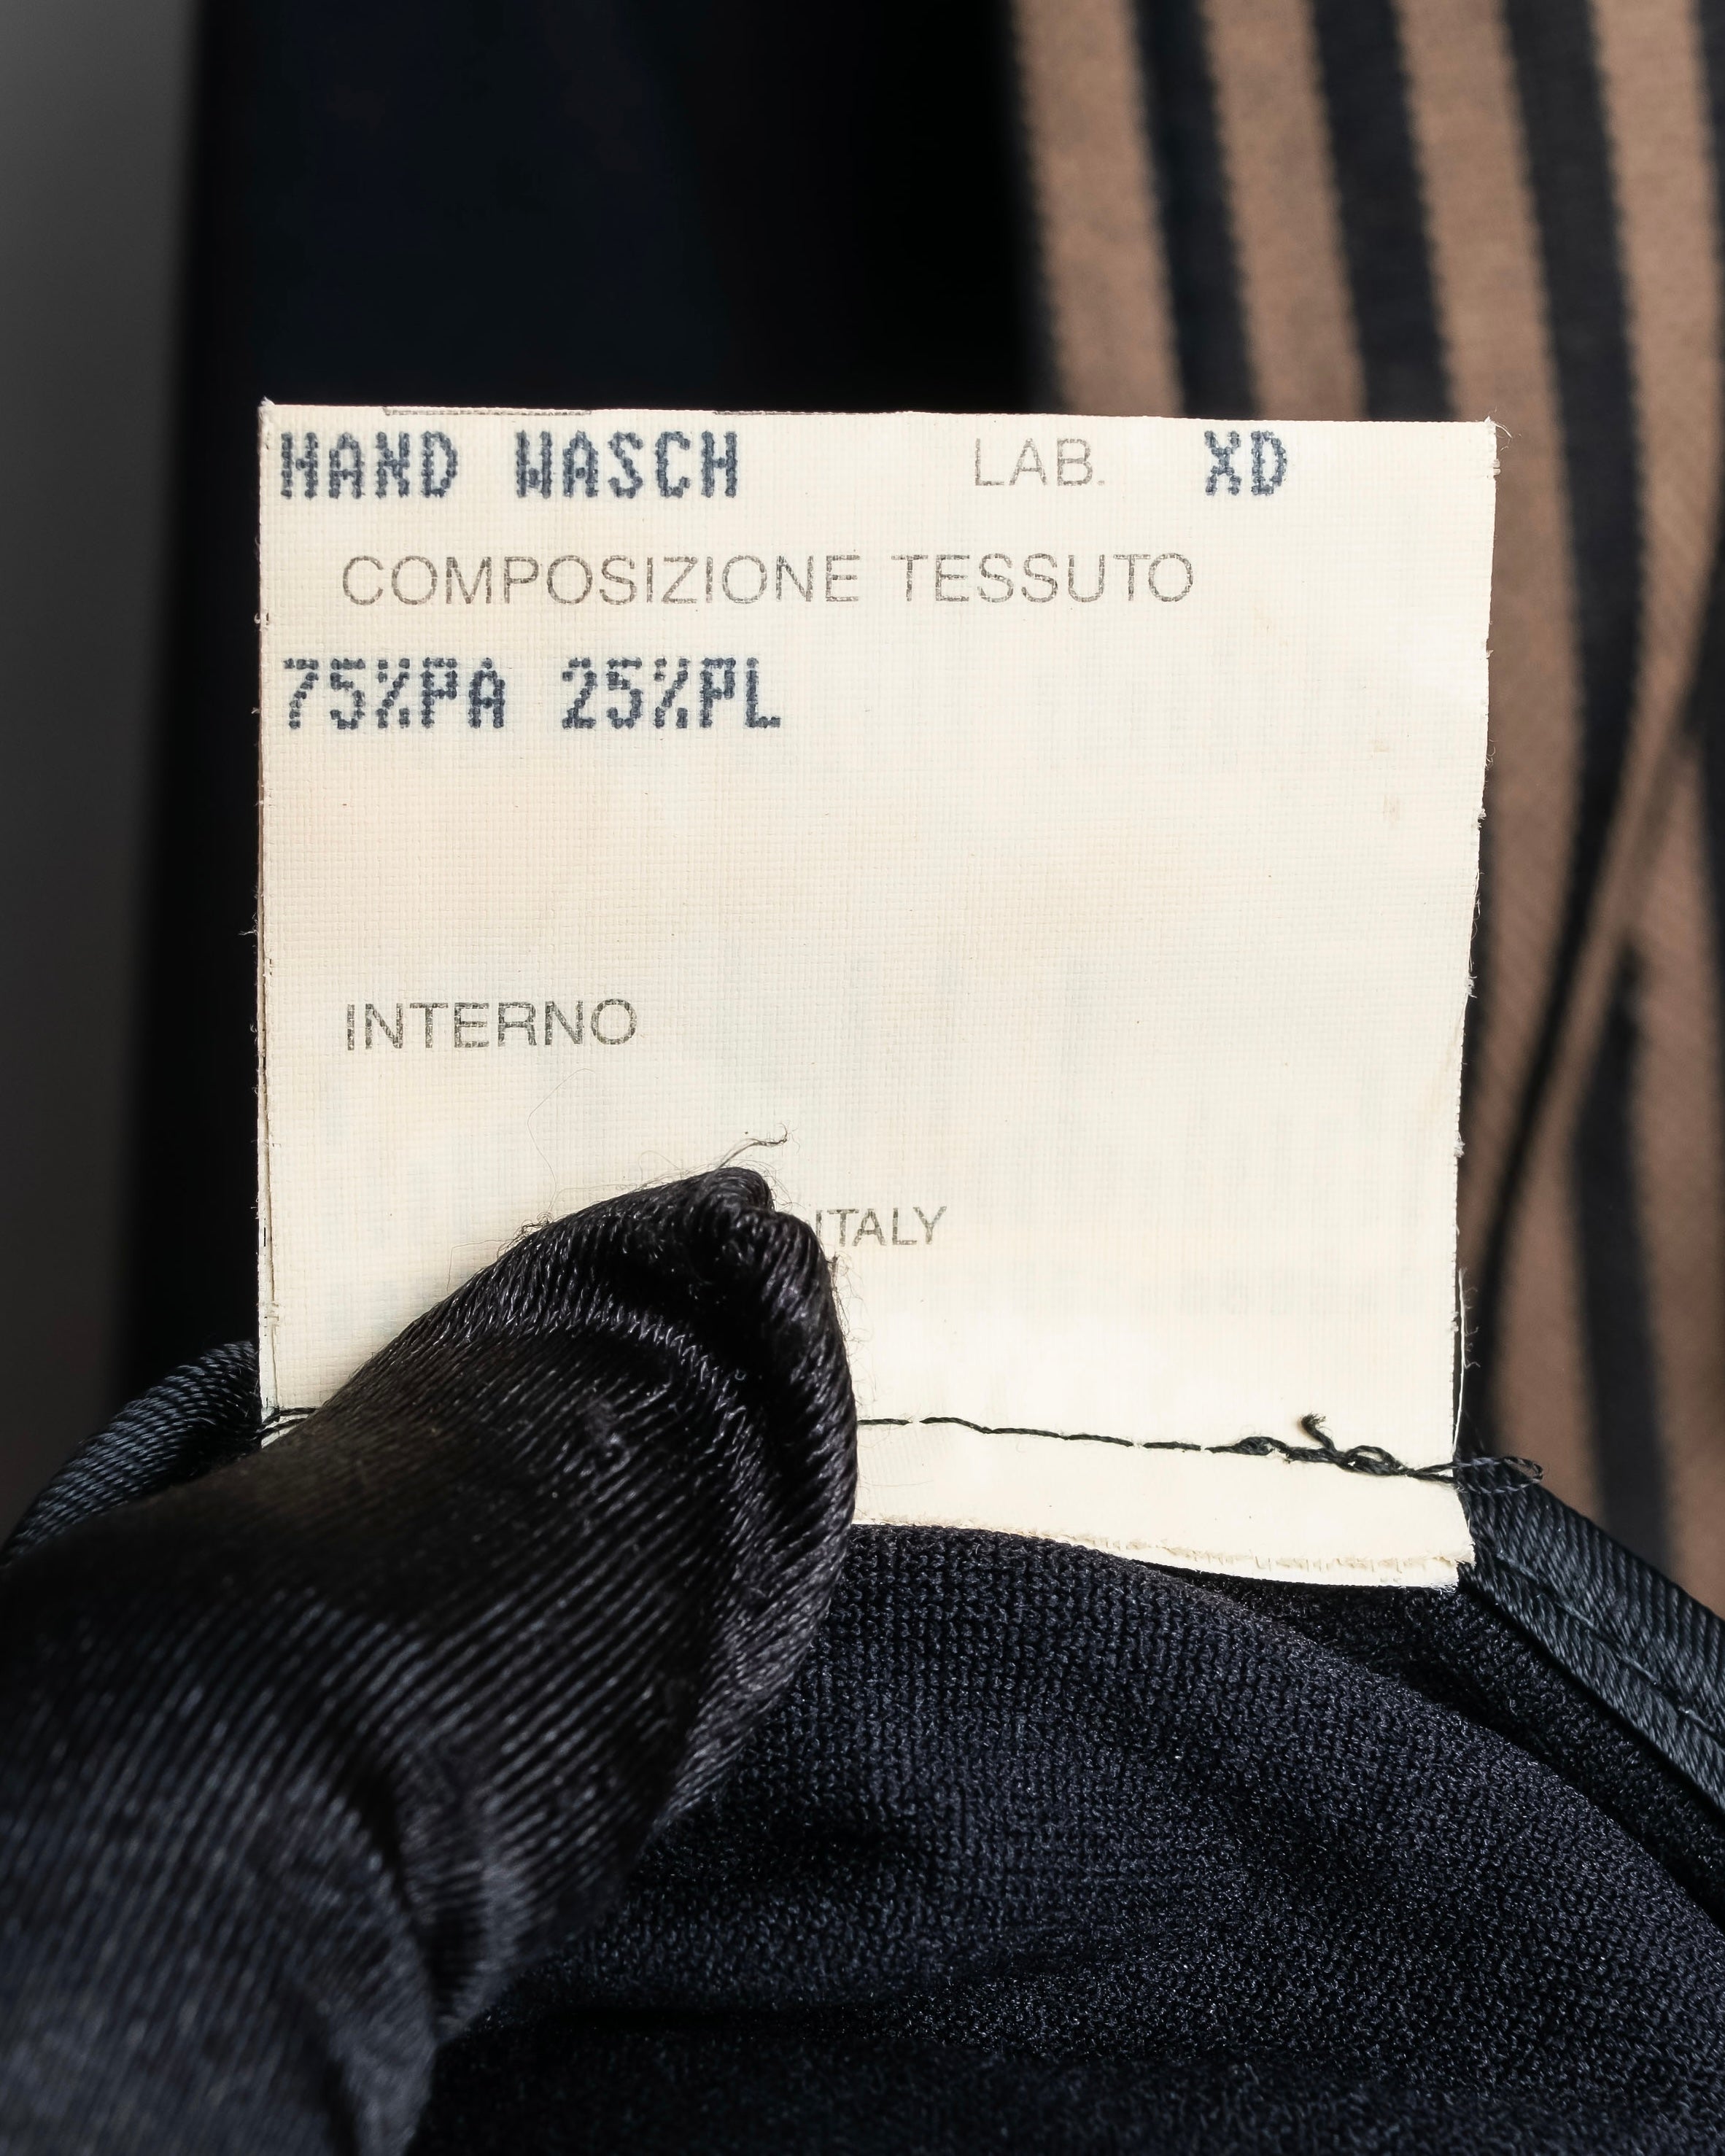 HAND WASCH LAB. XD
COMPOSIZIONE TESSUTO
75%PA 25%PL
INTERNO
ITALY